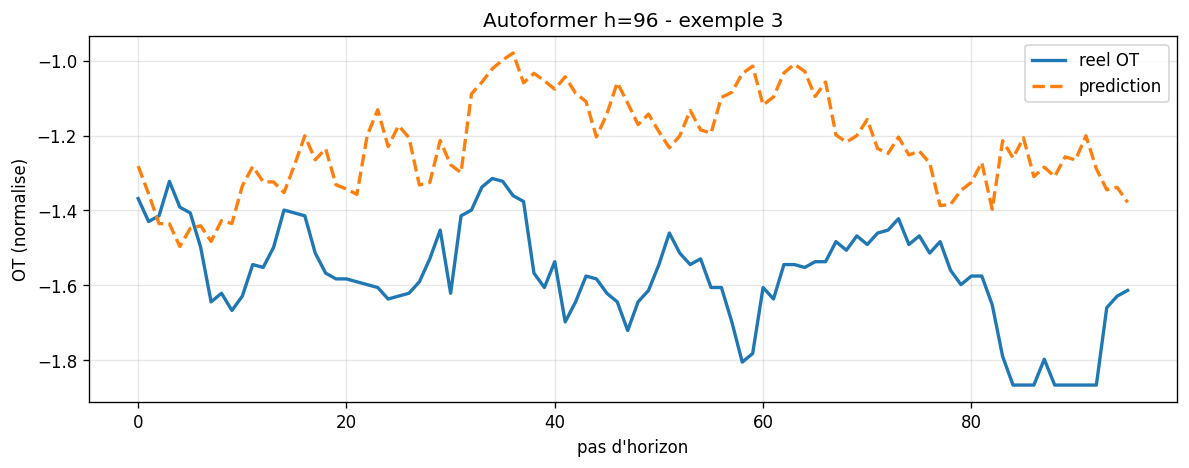 Autoformer h=96 - exemple 3
reel OT
prediction
OT (normalise)
−1.0
−1.2
−1.4
−1.6
−1.8
0 20 40 60 80
pas d'horizon